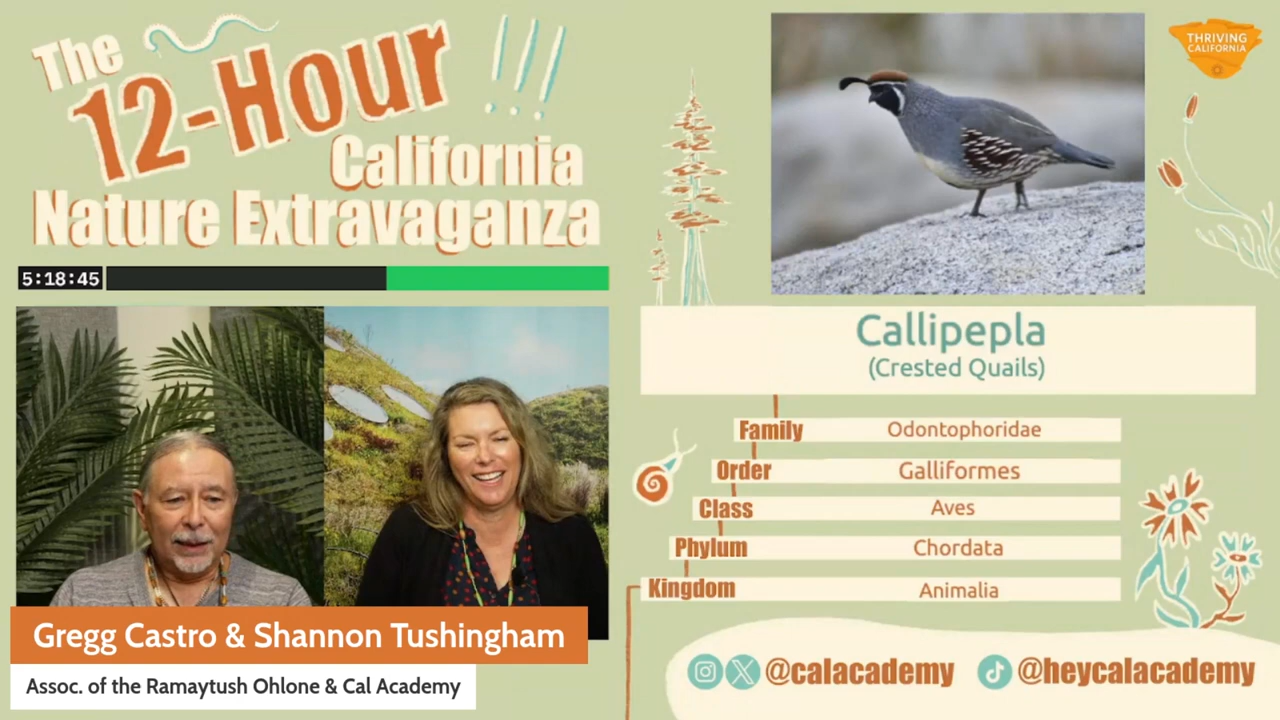 The
12-Hour!!!
California
Nature Extravaganza
5:18:45
Gregg Castro & Shannon Tushingham
Assoc. of the Ramaytush Ohlone & Cal Academy
THRIVING
CALIFORNIA
Callipepla
(Crested Quails)
Family Odontophoridae
Order Galliformes
Class Aves
Phylum Chordata
Kingdom Animalia
@calacademy @heycalacademy